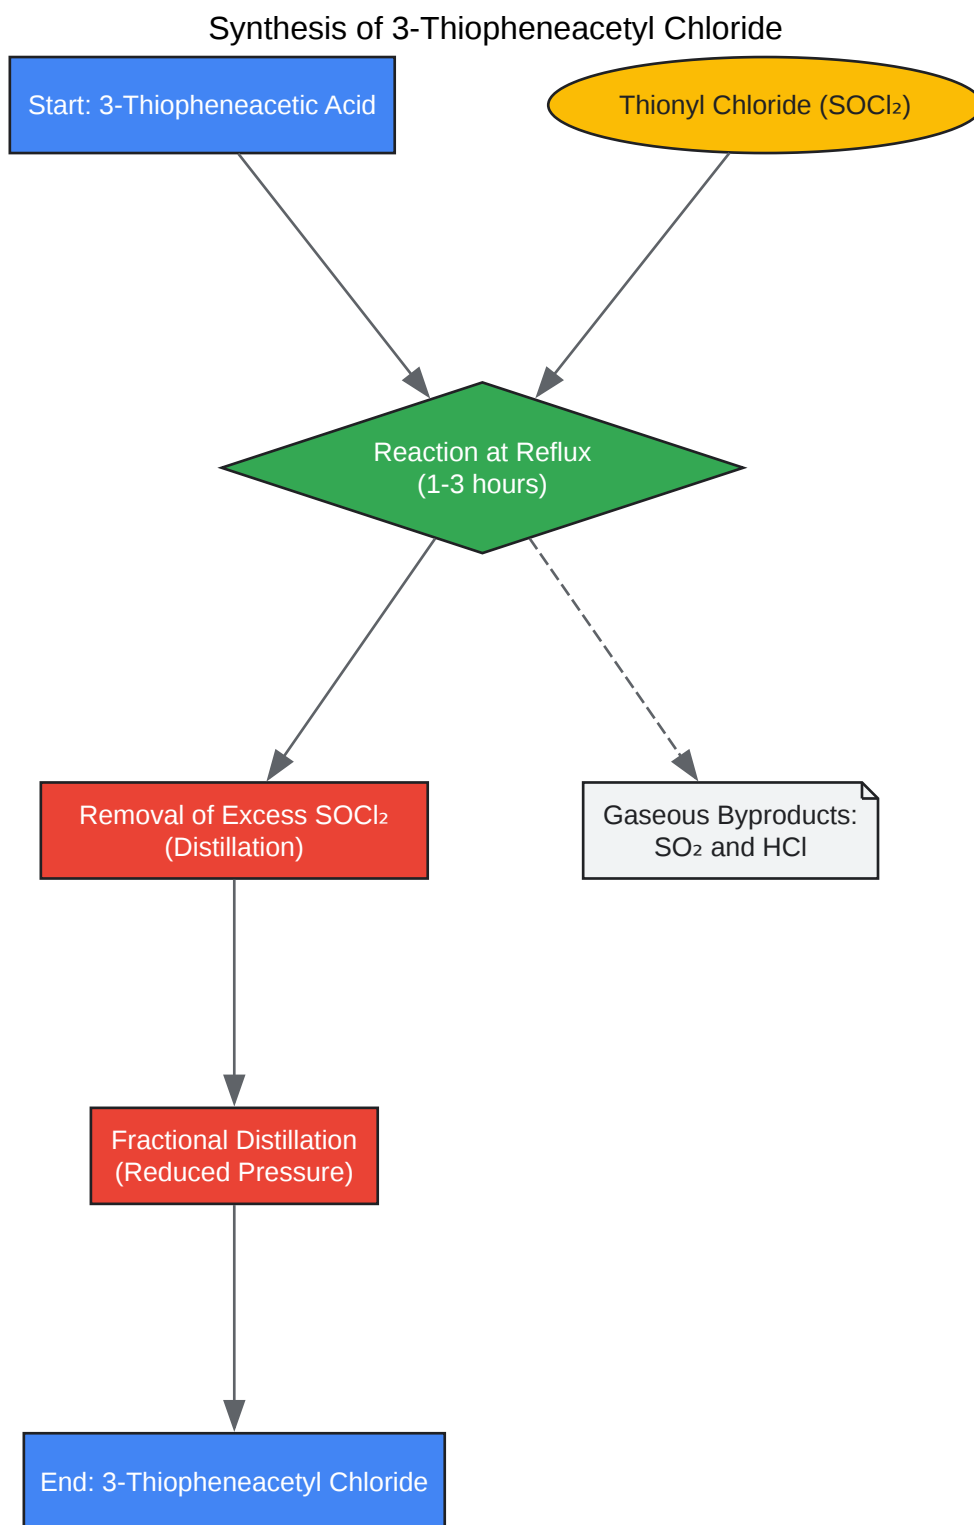 Synthesis of 3-Thiopheneacetyl Chloride
Start: 3-Thiopheneacetic Acid
Thionyl Chloride (SOCl₂)
Reaction at Reflux
(1-3 hours)
Removal of Excess SOCl₂
(Distillation)
Gaseous Byproducts:
SO₂ and HCl
Fractional Distillation
(Reduced Pressure)
End: 3-Thiopheneacetyl Chloride